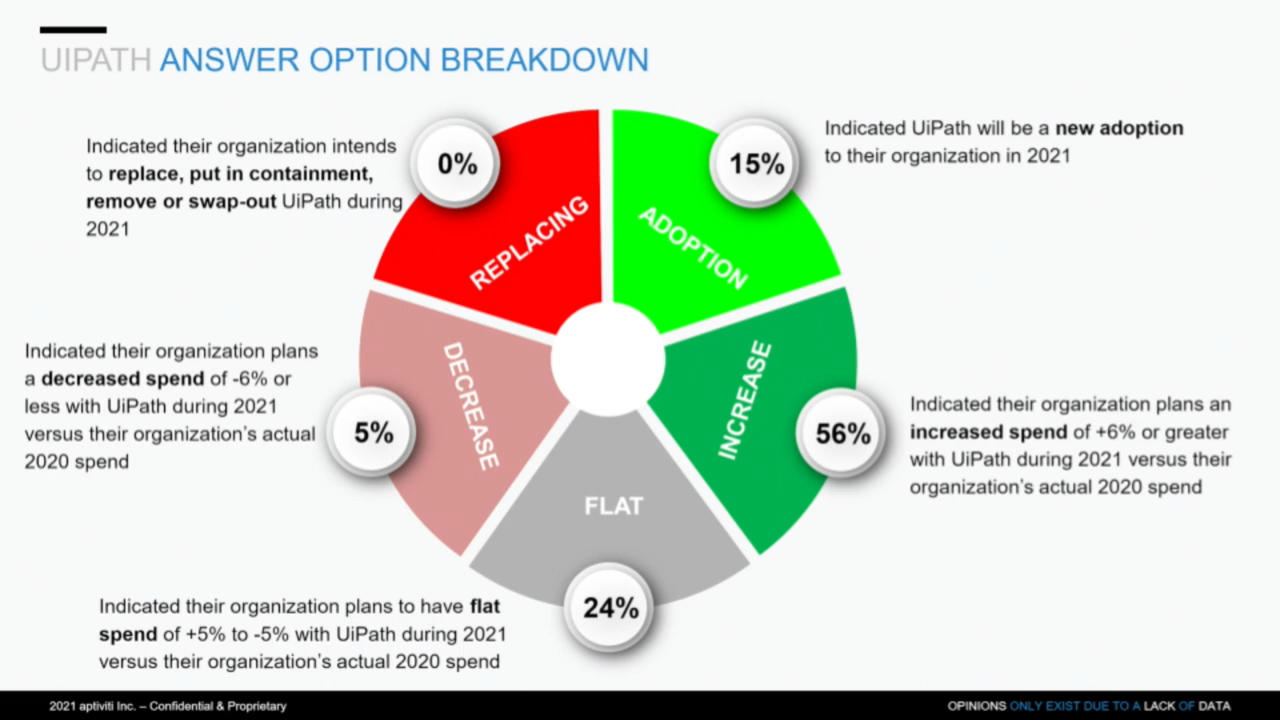 UIPATH ANSWER OPTION BREAKDOWN
Indicated their organization intends
to replace, put in containment,
remove or swap-out UiPath during
2021
0%
REPLACING
15%
ADOPTION
Indicated UiPath will be a new adoption
to their organization in 2021
Indicated their organization plans
a decreased spend of -6% or
less with UiPath during 2021
versus their organization's actual
2020 spend
5%
DECREASE
INCREASE
56%
Indicated their organization plans an
increased spend of +6% or greater
with UiPath during 2021 versus their
organization's actual 2020 spend
FLAT
24%
Indicated their organization plans to have flat
spend of +5% to -5% with UiPath during 2021
versus their organization's actual 2020 spend
2021 aptiviti Inc. – Confidential & Proprietary
OPINIONS ONLY EXIST DUE TO A LACK OF DATA